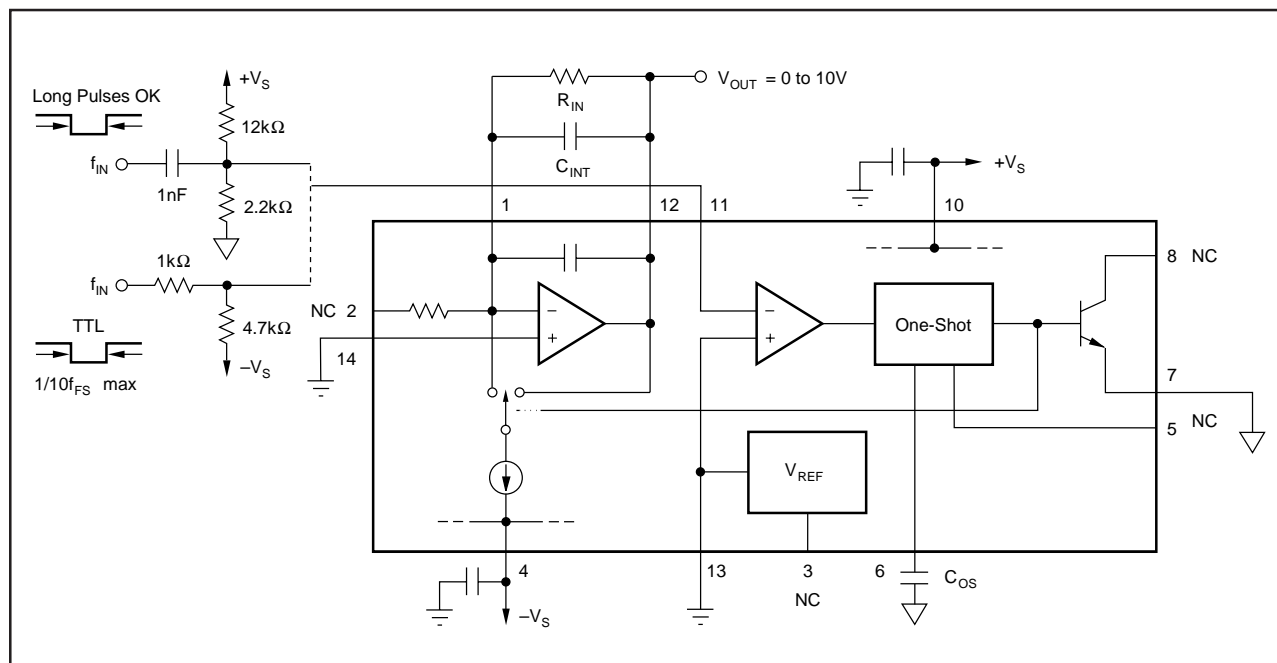 +V_S
Long Pulses OK
12kΩ
f_IN
1nF
2.2kΩ
f_IN
1kΩ
4.7kΩ
TTL
1/10f_FS max
–V_S
V_OUT = 0 to 10V
R_IN
C_INT
+V_S
1
12
11
10
8 NC
NC 2
–
+
14
–
+
One-Shot
7
5 NC
V_REF
4
13
3
NC
6
C_OS
–V_S